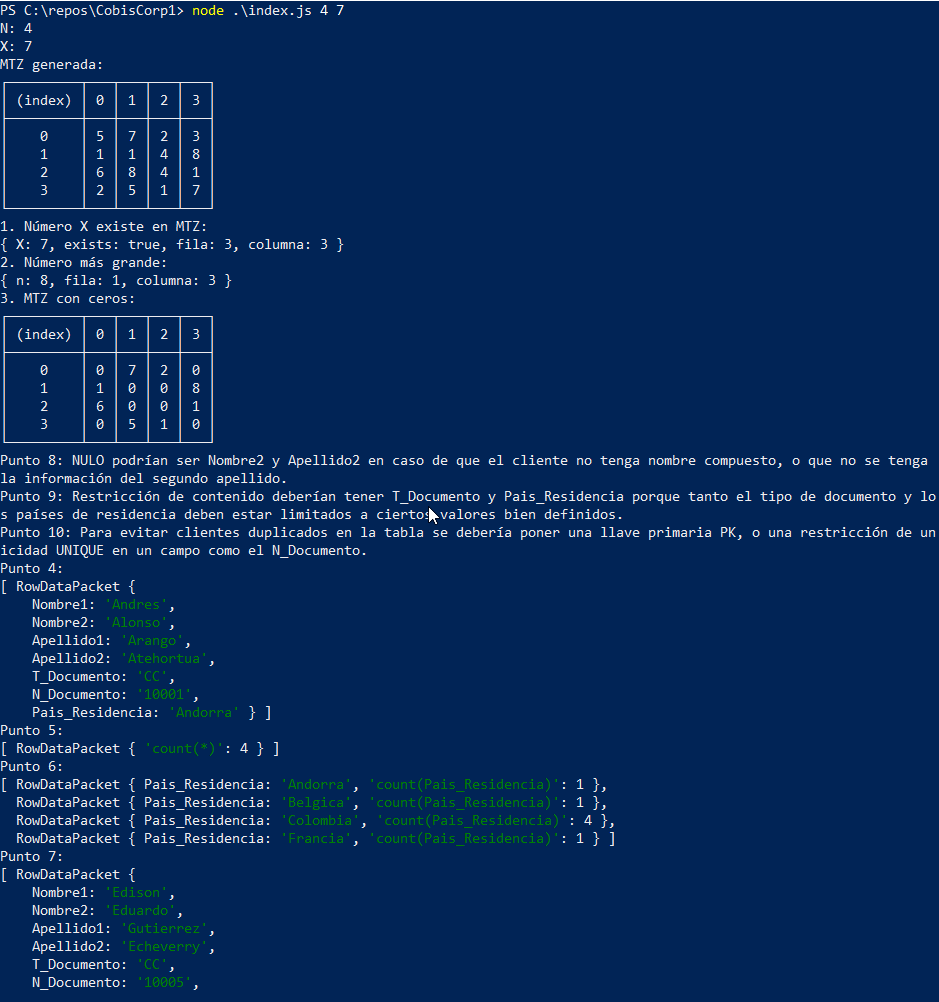 PS C:\repos\CobisCorp1> node .\index.js 4 7
N: 4
X: 7
MTZ generada:
(index) 0 1 2 3
0 5 7 2 3
1 1 1 4 8
2 6 8 4 1
3 2 5 1 7
1. Número X existe en MTZ:
{ X: 7, exists: true, fila: 3, columna: 3 }
2. Número más grande:
{ n: 8, fila: 1, columna: 3 }
3. MTZ con ceros:
(index) 0 1 2 3
0 0 7 2 0
1 1 0 0 8
2 6 0 0 1
3 0 5 1 0
Punto 8: NULO podrían ser Nombre2 y Apellido2 en caso de que el cliente no tenga nombre compuesto, o que no se tenga
la información del segundo apellido.
Punto 9: Restricción de contenido deberían tener T_Documento y Pais_Residencia porque tanto el tipo de documento y lo
s países de residencia deben estar limitados a ciertos valores bien definidos.
Punto 10: Para evitar clientes duplicados en la tabla se debería poner una llave primaria PK, o una restricción de un
icidad UNIQUE en un campo como el N_Documento.
Punto 4:
[ RowDataPacket {
Nombre1: 'Andres',
Nombre2: 'Alonso',
Apellido1: 'Arango',
Apellido2: 'Atehortua',
T_Documento: 'CC',
N_Documento: '10001',
Pais_Residencia: 'Andorra' } ]
Punto 5:
[ RowDataPacket { 'count(*)': 4 } ]
Punto 6:
[ RowDataPacket { Pais_Residencia: 'Andorra', 'count(Pais_Residencia)': 1 },
RowDataPacket { Pais_Residencia: 'Belgica', 'count(Pais_Residencia)': 1 },
RowDataPacket { Pais_Residencia: 'Colombia', 'count(Pais_Residencia)': 4 },
RowDataPacket { Pais_Residencia: 'Francia', 'count(Pais_Residencia)': 1 } ]
Punto 7:
[ RowDataPacket {
Nombre1: 'Edison',
Nombre2: 'Eduardo',
Apellido1: 'Gutierrez',
Apellido2: 'Echeverry',
T_Documento: 'CC',
N_Documento: '10005',